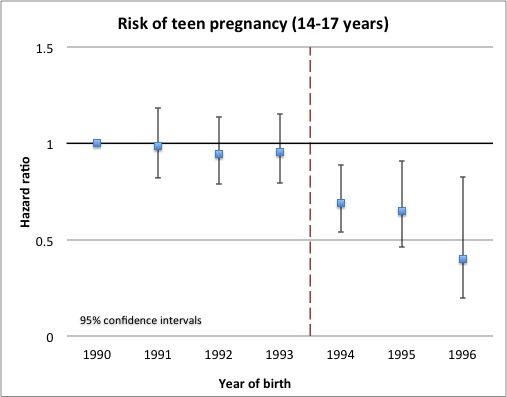 Risk of teen pregnancy (14-17 years)
1.5
1
0.5
0
Hazard ratio
95% confidence intervals
1990 1991 1992 1993 1994 1995 1996
Year of birth